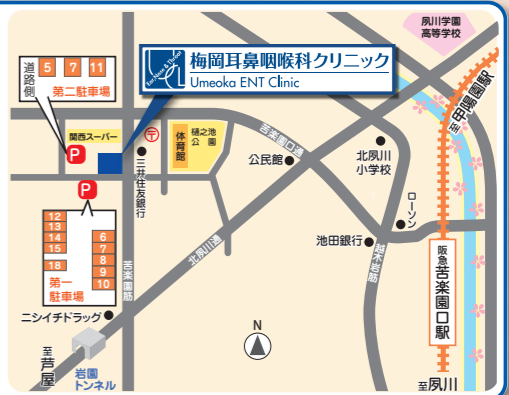 道路側
5 7 11
第二駐車場
Ear, Nose & Throat
梅岡耳鼻咽喉科クリニック
Umeoka ENT Clinic
夙川学園
高等学校
至甲陽園駅
関西スーパー
P
〒
三井住友銀行
体育館
樋之池
公園
苦楽園口通
公民館
北夙川
小学校
ローソン
P
12
13
14
15
18
6
7
8
9
10
第一
駐車場
苦楽園筋
北夙川通
池田銀行
越木岩筋
阪急
苦楽園口駅
ニシイチドラッグ
N
至芦屋
岩園
トンネル
至夙川